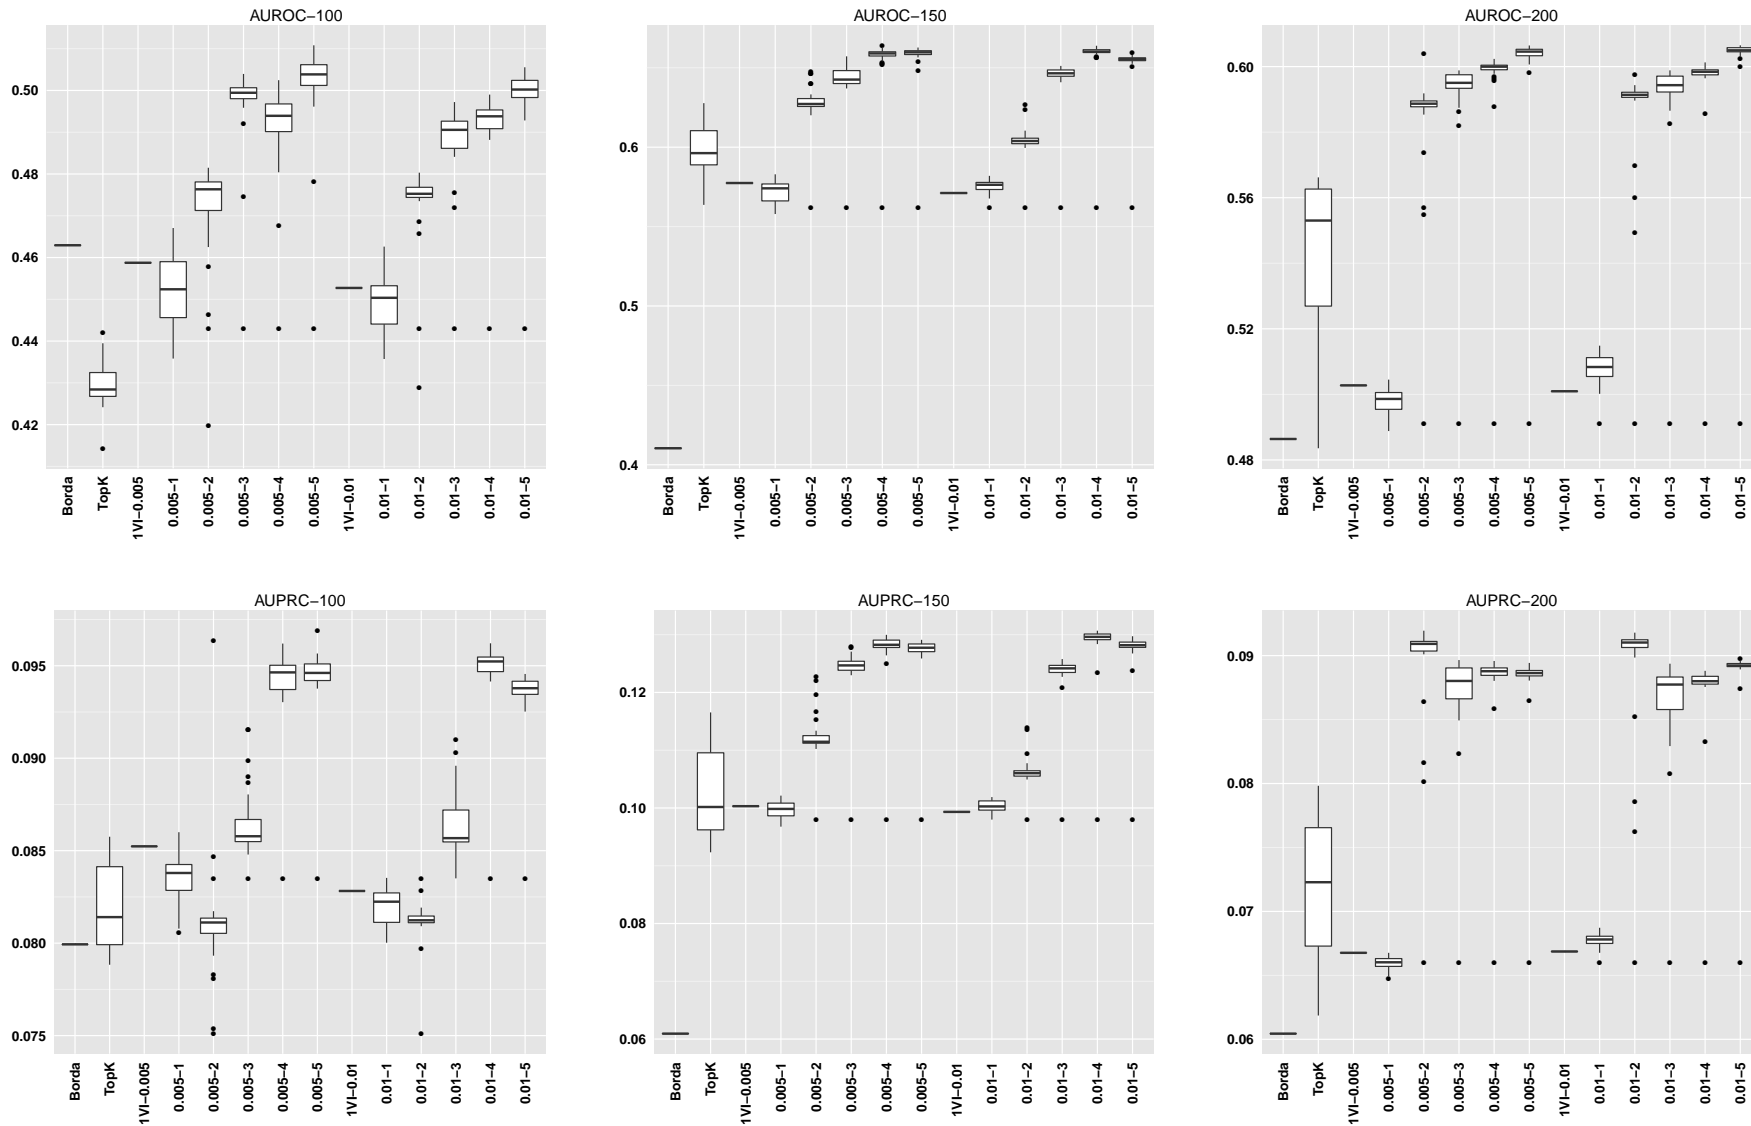 AUROC−100
0.50
0.48
0.46
0.44
0.42
Borda
TopK
1VI−0.005
0.005−1
0.005−2
0.005−3
0.005−4
0.005−5
1VI−0.01
0.01−1
0.01−2
0.01−3
0.01−4
0.01−5
AUROC−150
0.6
0.5
0.4
Borda
TopK
1VI−0.005
0.005−1
0.005−2
0.005−3
0.005−4
0.005−5
1VI−0.01
0.01−1
0.01−2
0.01−3
0.01−4
0.01−5
AUROC−200
0.60
0.56
0.52
0.48
Borda
TopK
1VI−0.005
0.005−1
0.005−2
0.005−3
0.005−4
0.005−5
1VI−0.01
0.01−1
0.01−2
0.01−3
0.01−4
0.01−5
AUPRC−100
0.095
0.090
0.085
0.080
0.075
Borda
TopK
1VI−0.005
0.005−1
0.005−2
0.005−3
0.005−4
0.005−5
1VI−0.01
0.01−1
0.01−2
0.01−3
0.01−4
0.01−5
AUPRC−150
0.12
0.10
0.08
0.06
Borda
TopK
1VI−0.005
0.005−1
0.005−2
0.005−3
0.005−4
0.005−5
1VI−0.01
0.01−1
0.01−2
0.01−3
0.01−4
0.01−5
AUPRC−200
0.09
0.08
0.07
0.06
Borda
TopK
1VI−0.005
0.005−1
0.005−2
0.005−3
0.005−4
0.005−5
1VI−0.01
0.01−1
0.01−2
0.01−3
0.01−4
0.01−5